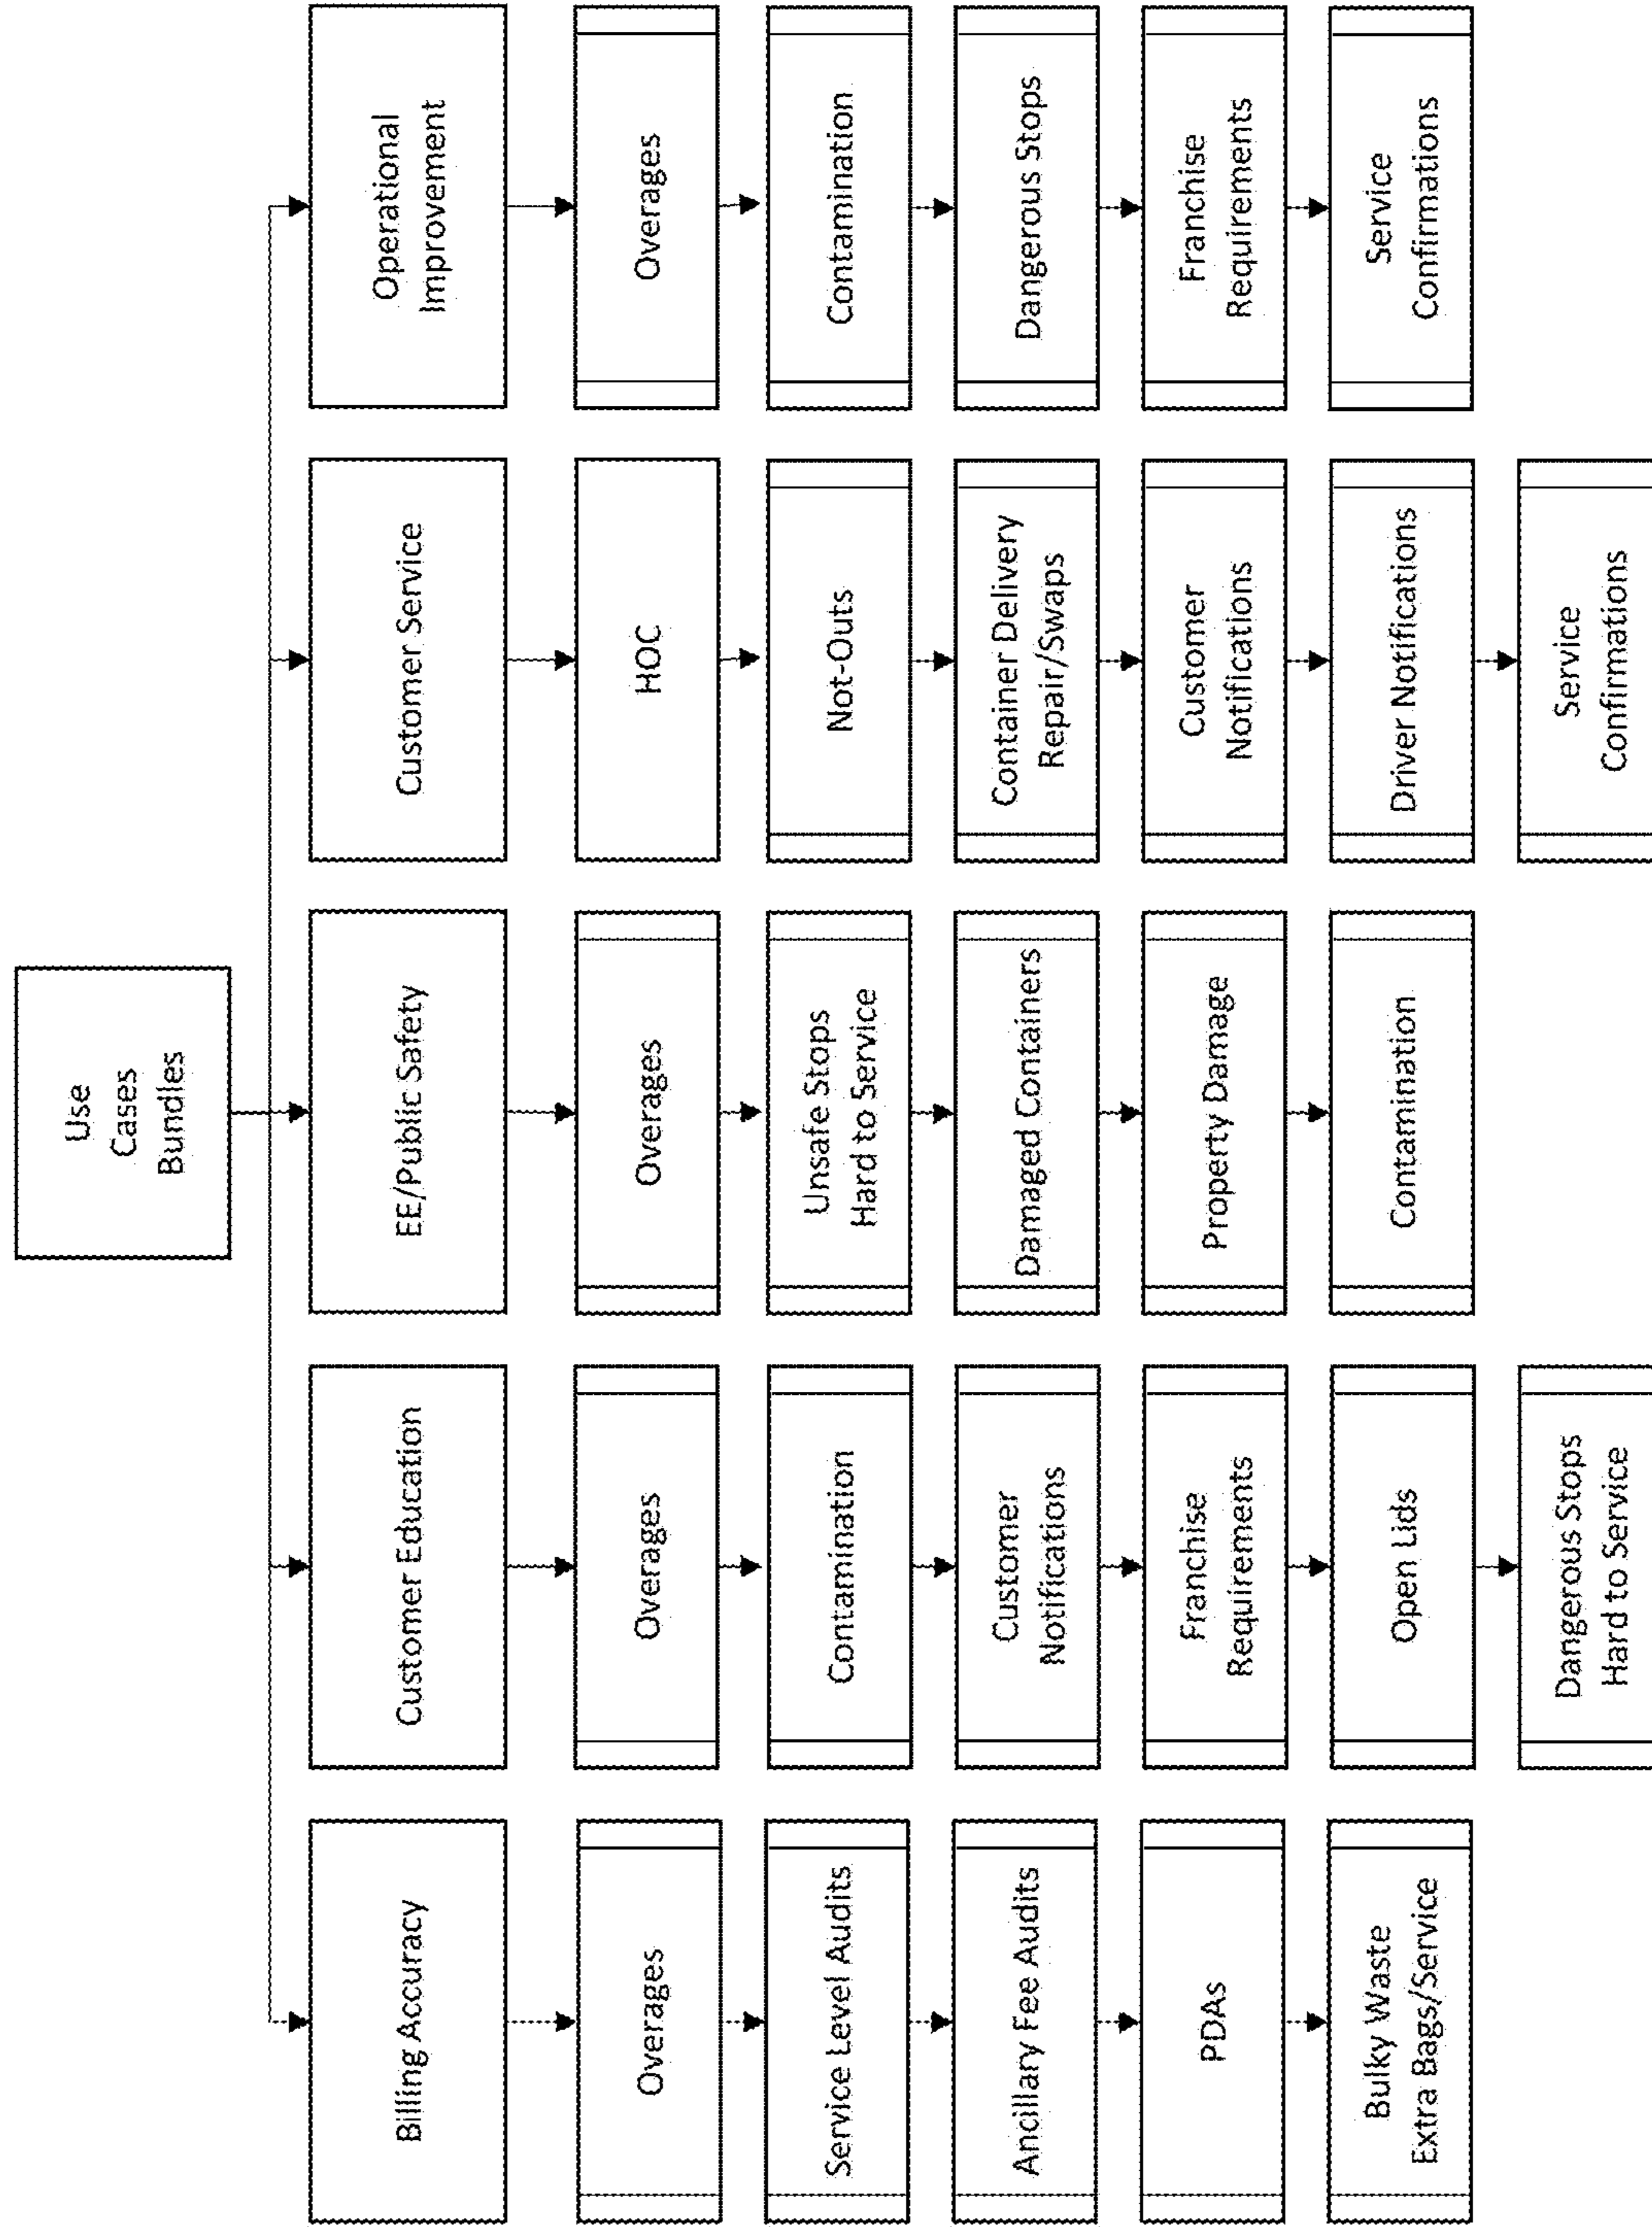 Use
Cases
Bundles
Billing Accuracy
Overages
Service Level Audits
Ancillary Fee Audits
PDAs
Bulky Waste
Extra Bags/Service
Customer Education
Overages
Contamination
Customer
Notifications
Franchise
Requirements
Open Lids
Dangerous Stops
Hard to Service
EE/Public Safety
Overages
Unsafe Stops
Hard to Service
Damaged Containers
Property Damage
Contamination
Customer Service
HOC
Not-Outs
Container Delivery
Repair/Swaps
Customer
Notifications
Driver Notifications
Service
Confirmations
Operational
Improvement
Overages
Contamination
Dangerous Stops
Franchise
Requirements
Service
Confirmations